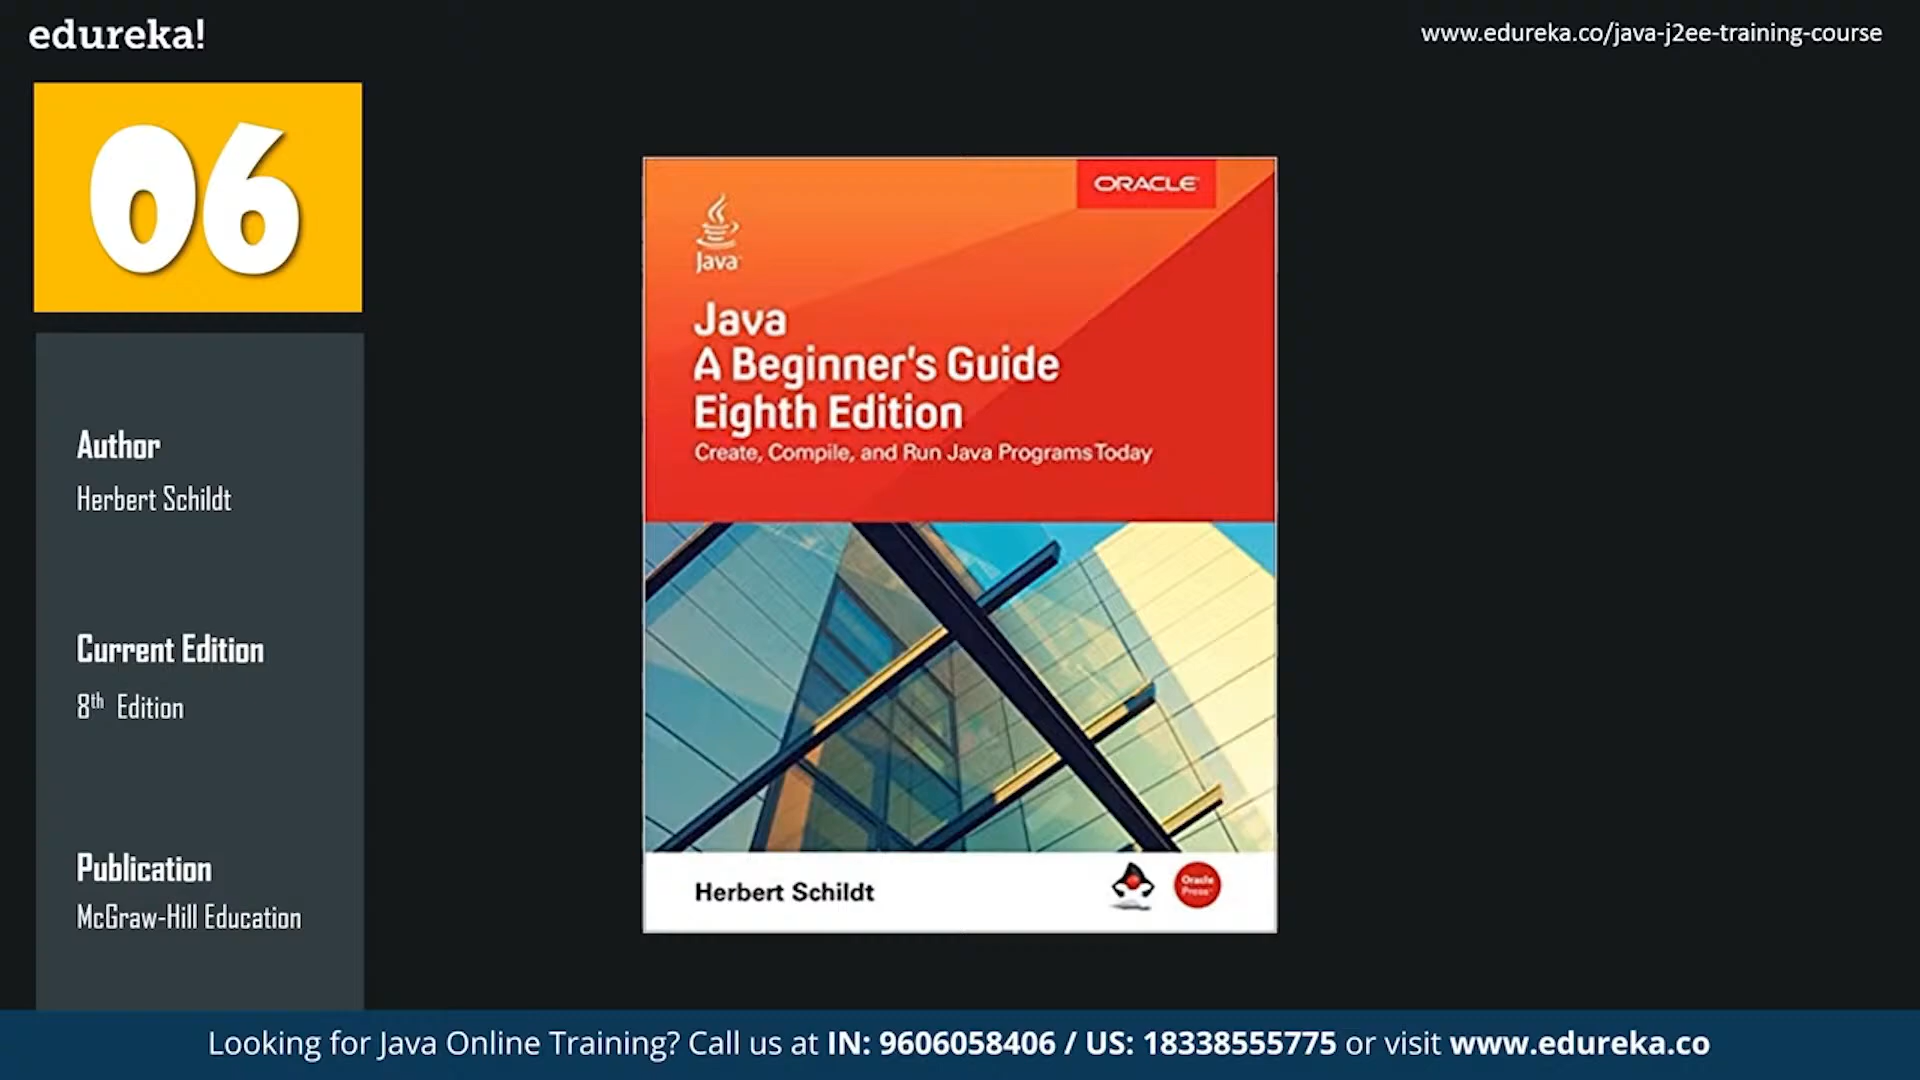 edureka!
www.edureka.co/java-j2ee-training-course
06
Author
Herbert Schildt
Current Edition
8th Edition
Publication
McGraw-Hill Education
ORACLE
Java
Java
A Beginner's Guide
Eighth Edition
Create, Compile, and Run Java Programs Today
Herbert Schildt
Oracle
Press
Looking for Java Online Training? Call us at IN: 9606058406 / US: 18338555775 or visit www.edureka.co